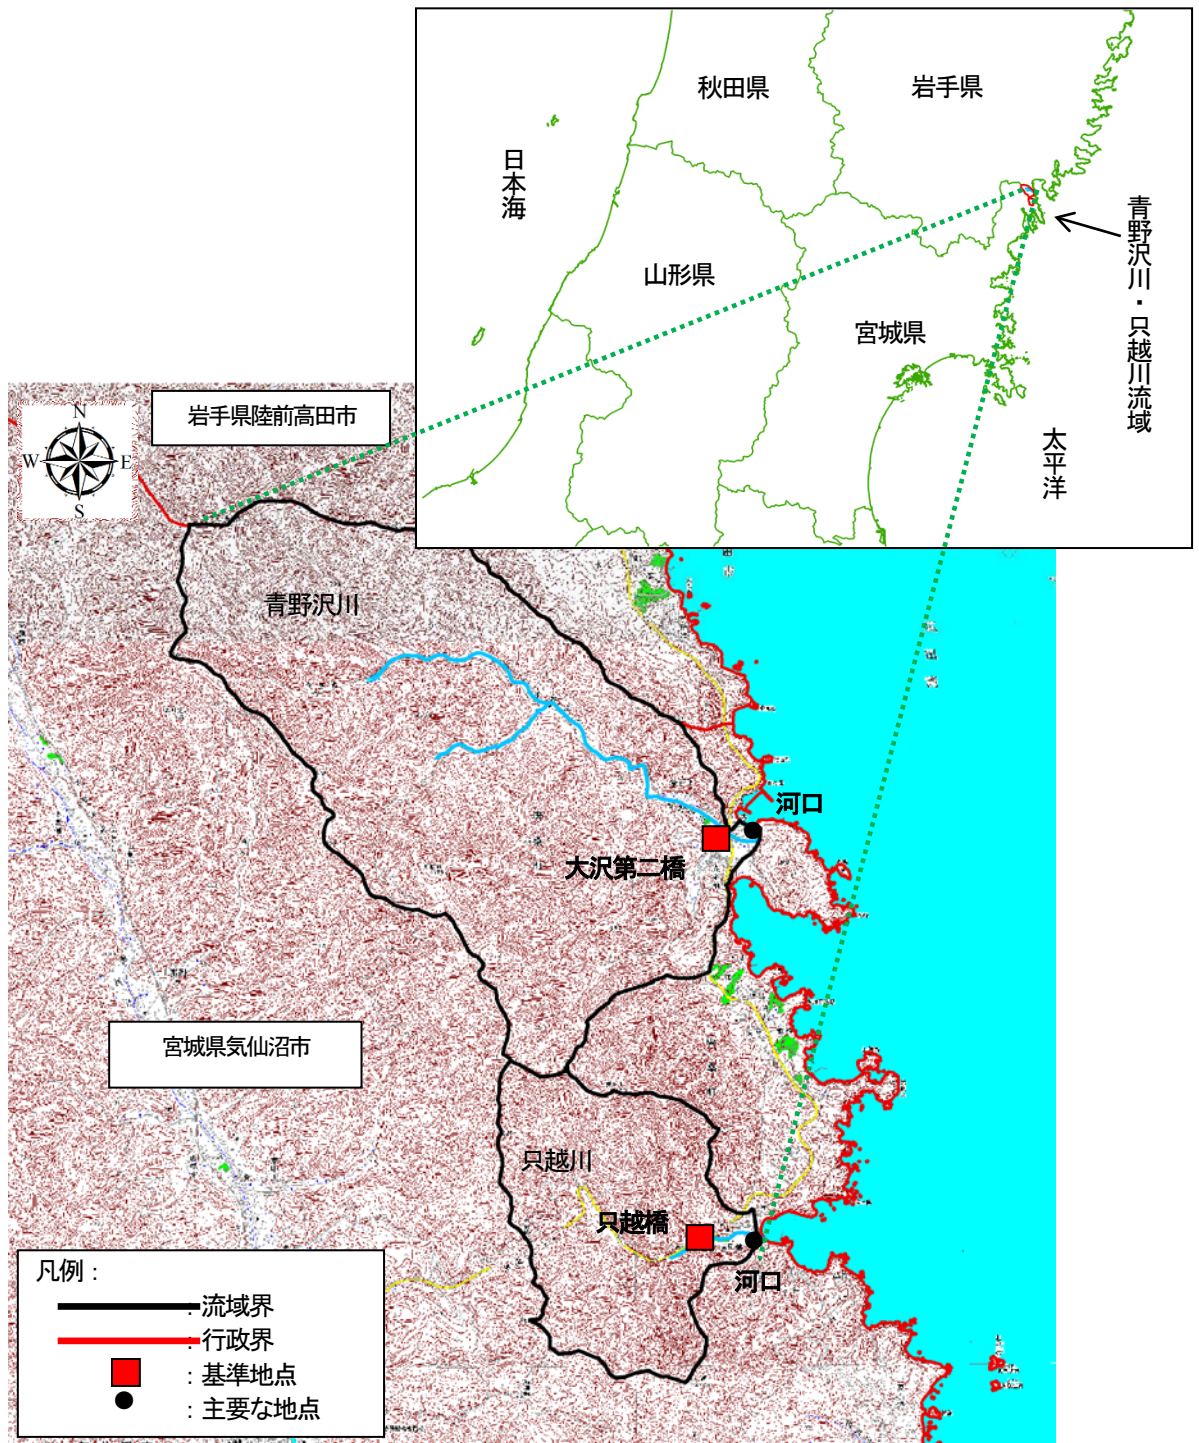 秋田県
岩手県
日本海
青野沢川・只越川流域
山形県
宮城県
太平洋
岩手県陸前高田市
N
W
E
S
青野沢川
河口
大沢第二橋
宮城県気仙沼市
只越川
只越橋
河口
凡例：
：流域界
：行政界
：基準地点
：主要な地点